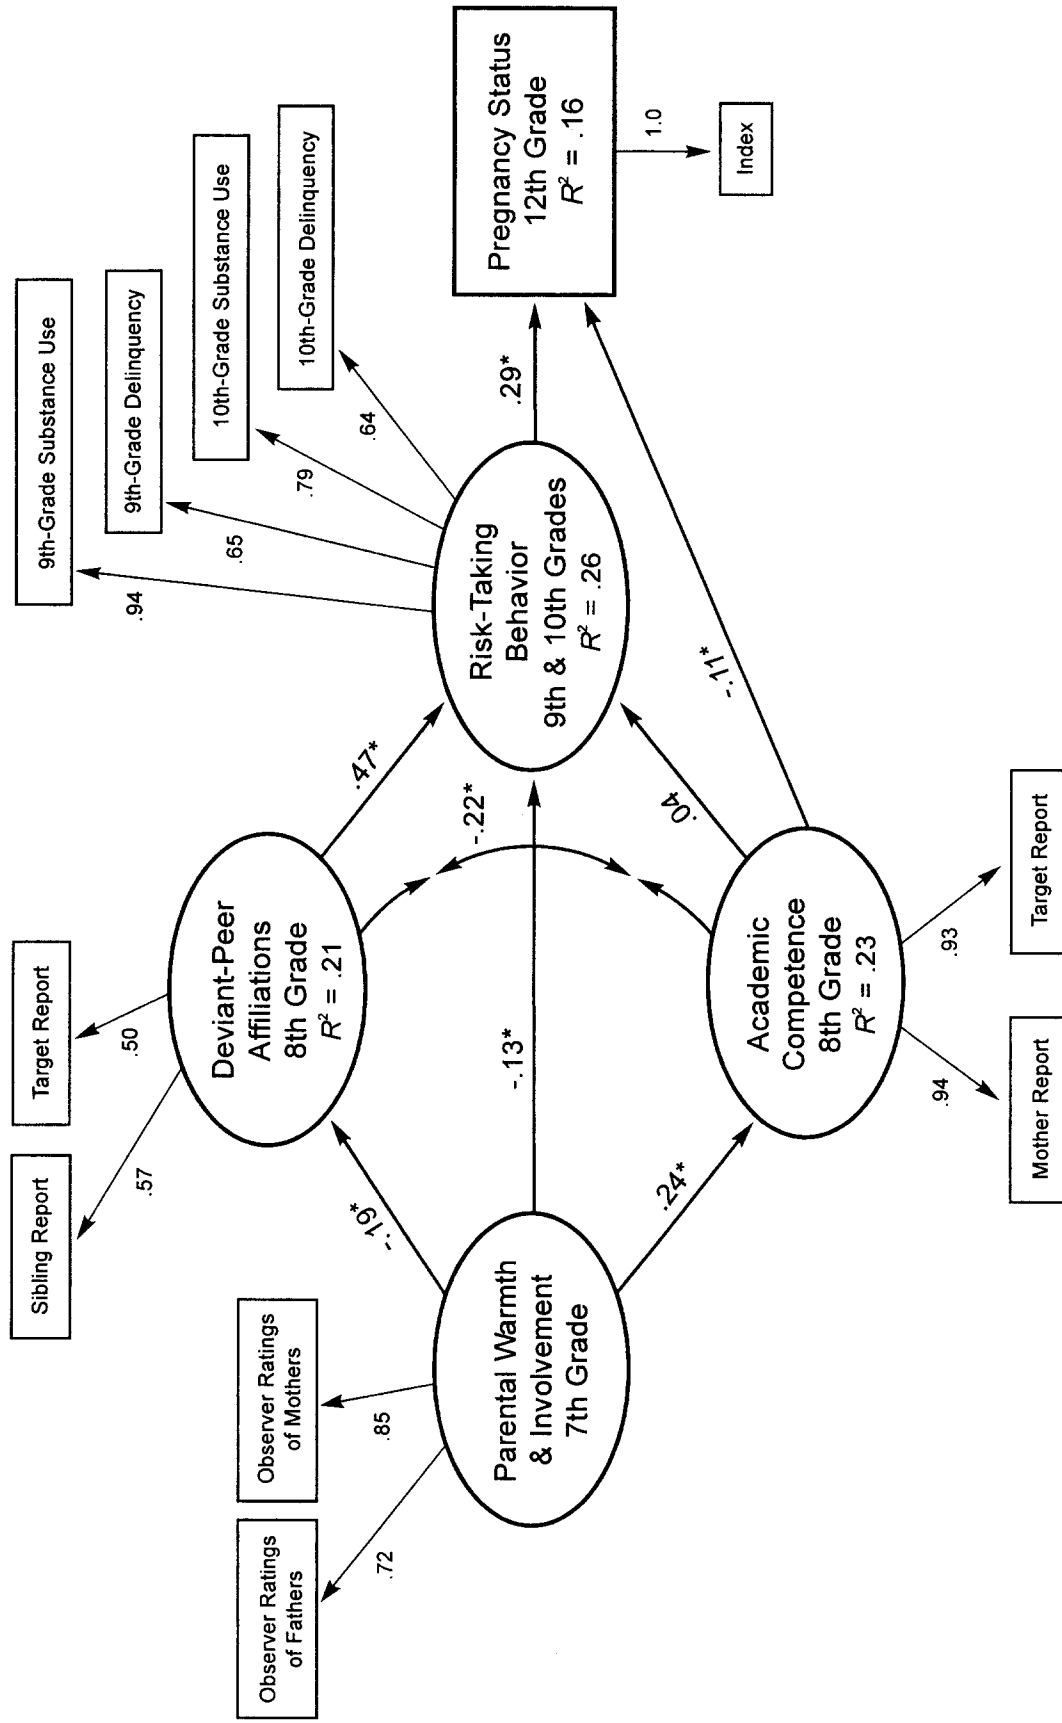 Sibling Report
Target Report
.57
.50
9th-Grade Substance Use
9th-Grade Delinquency
10th-Grade Substance Use
10th-Grade Delinquency
.94
.65
.79
.64
Observer Ratings
of Fathers
Observer Ratings
of Mothers
.72
.85
Deviant-Peer
Affiliations
8th Grade
R² = .21
-.19*
.47*
-.22*
Parental Warmth
& Involvement
7th Grade
-.13*
Risk-Taking
Behavior
9th & 10th Grades
R² = .26
.29*
Pregnancy Status
12th Grade
R² = .16
1.0
Index
.24*
.04
-.11*
Academic
Competence
8th Grade
R² = .23
.94
.93
Mother Report
Target Report